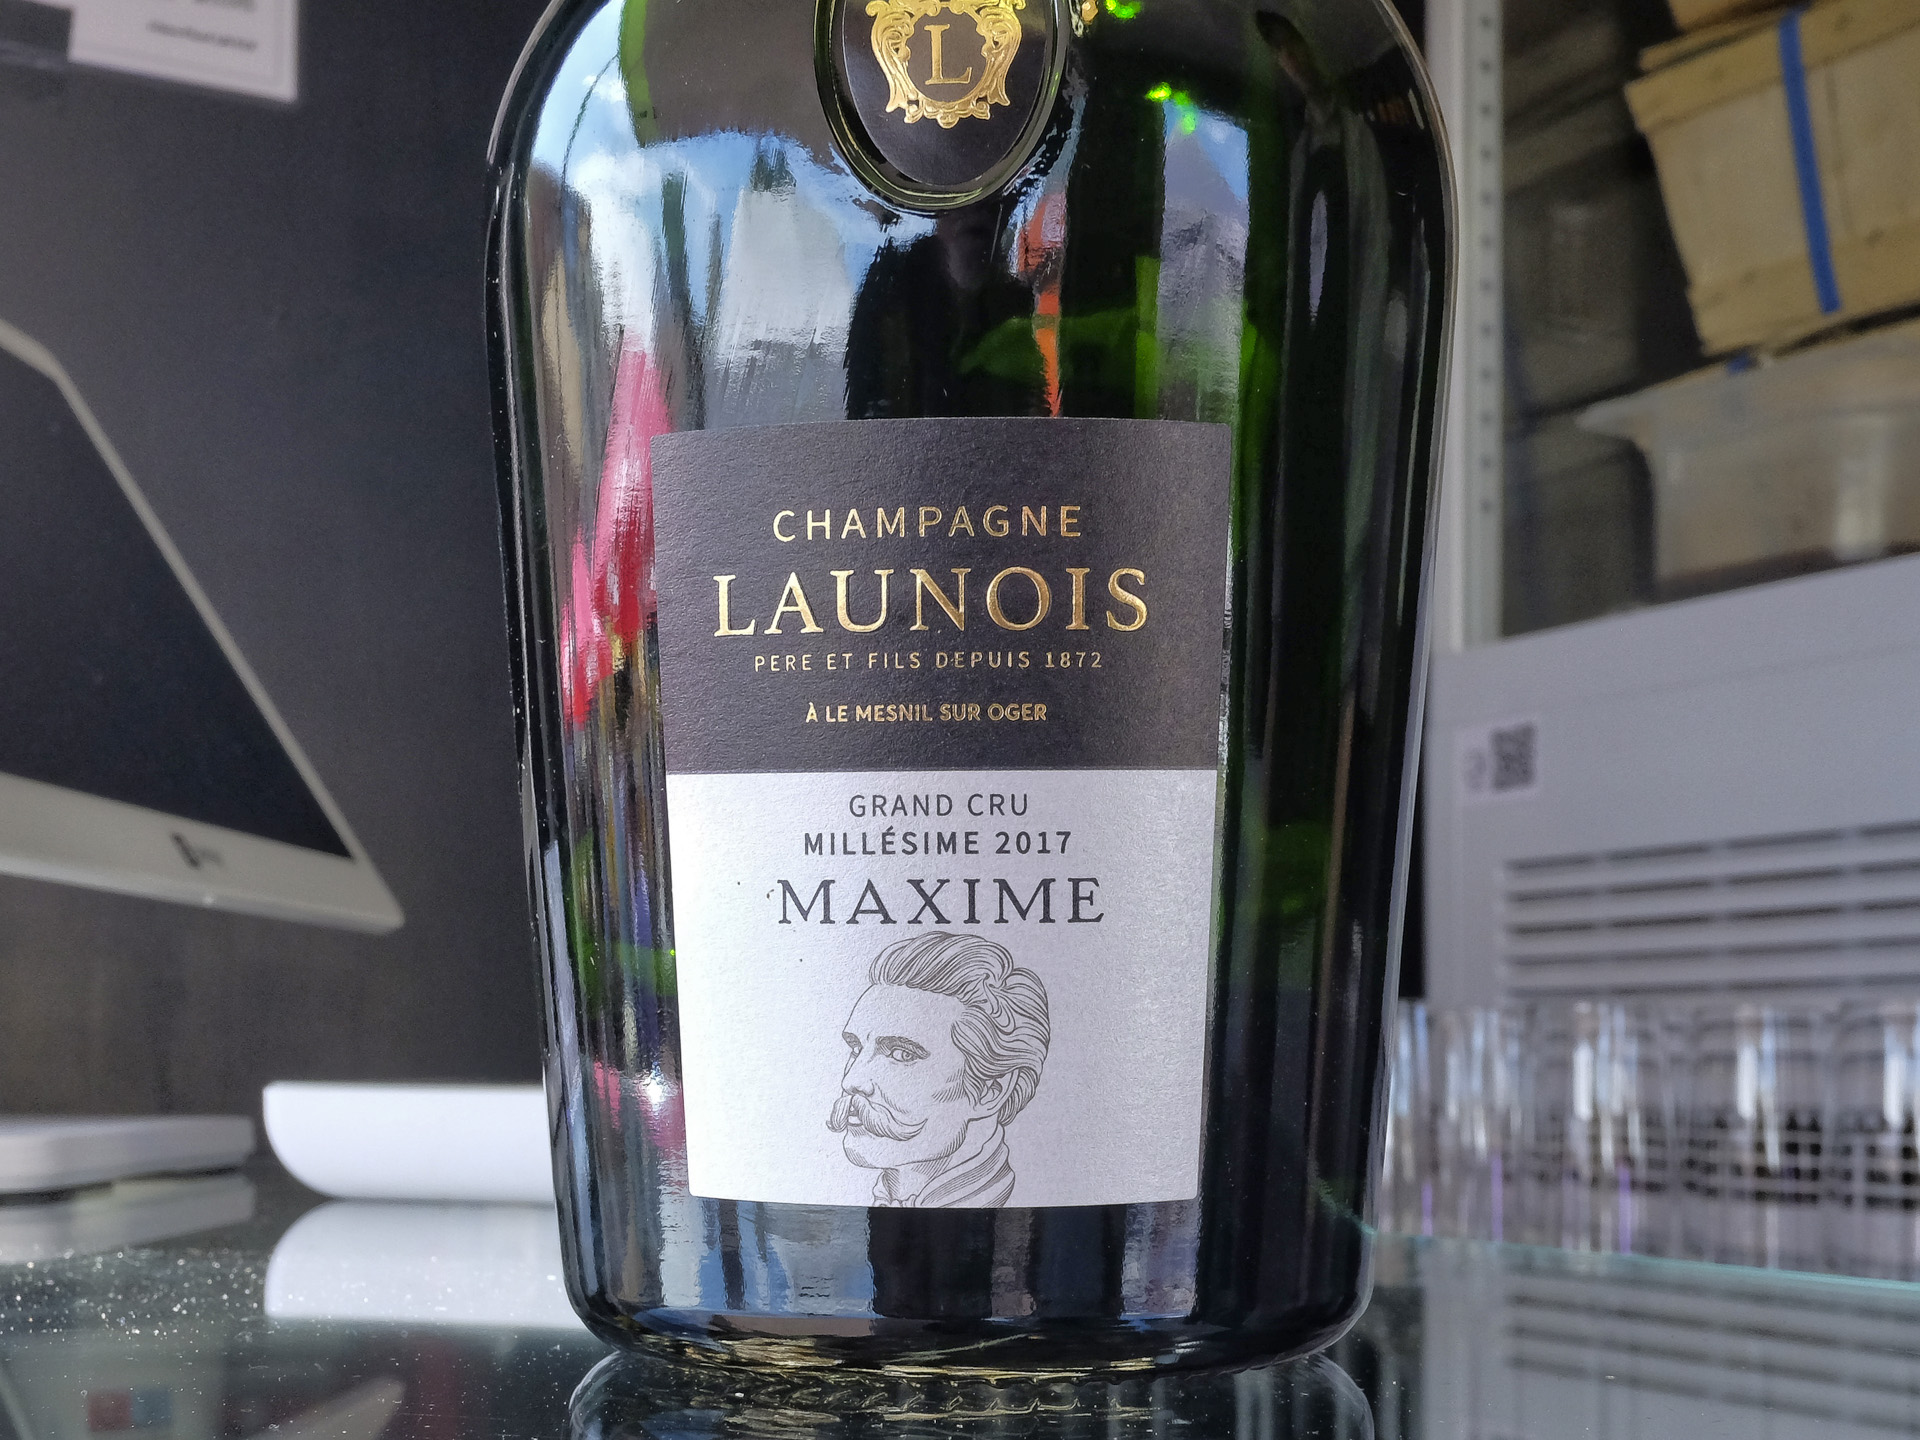 L
CHAMPAGNE
LAUNOIS
PERE ET FILS DEPUIS 1872
À LE MESNIL SUR OGER
GRAND CRU
MILLÉSIME 2017
MAXIME